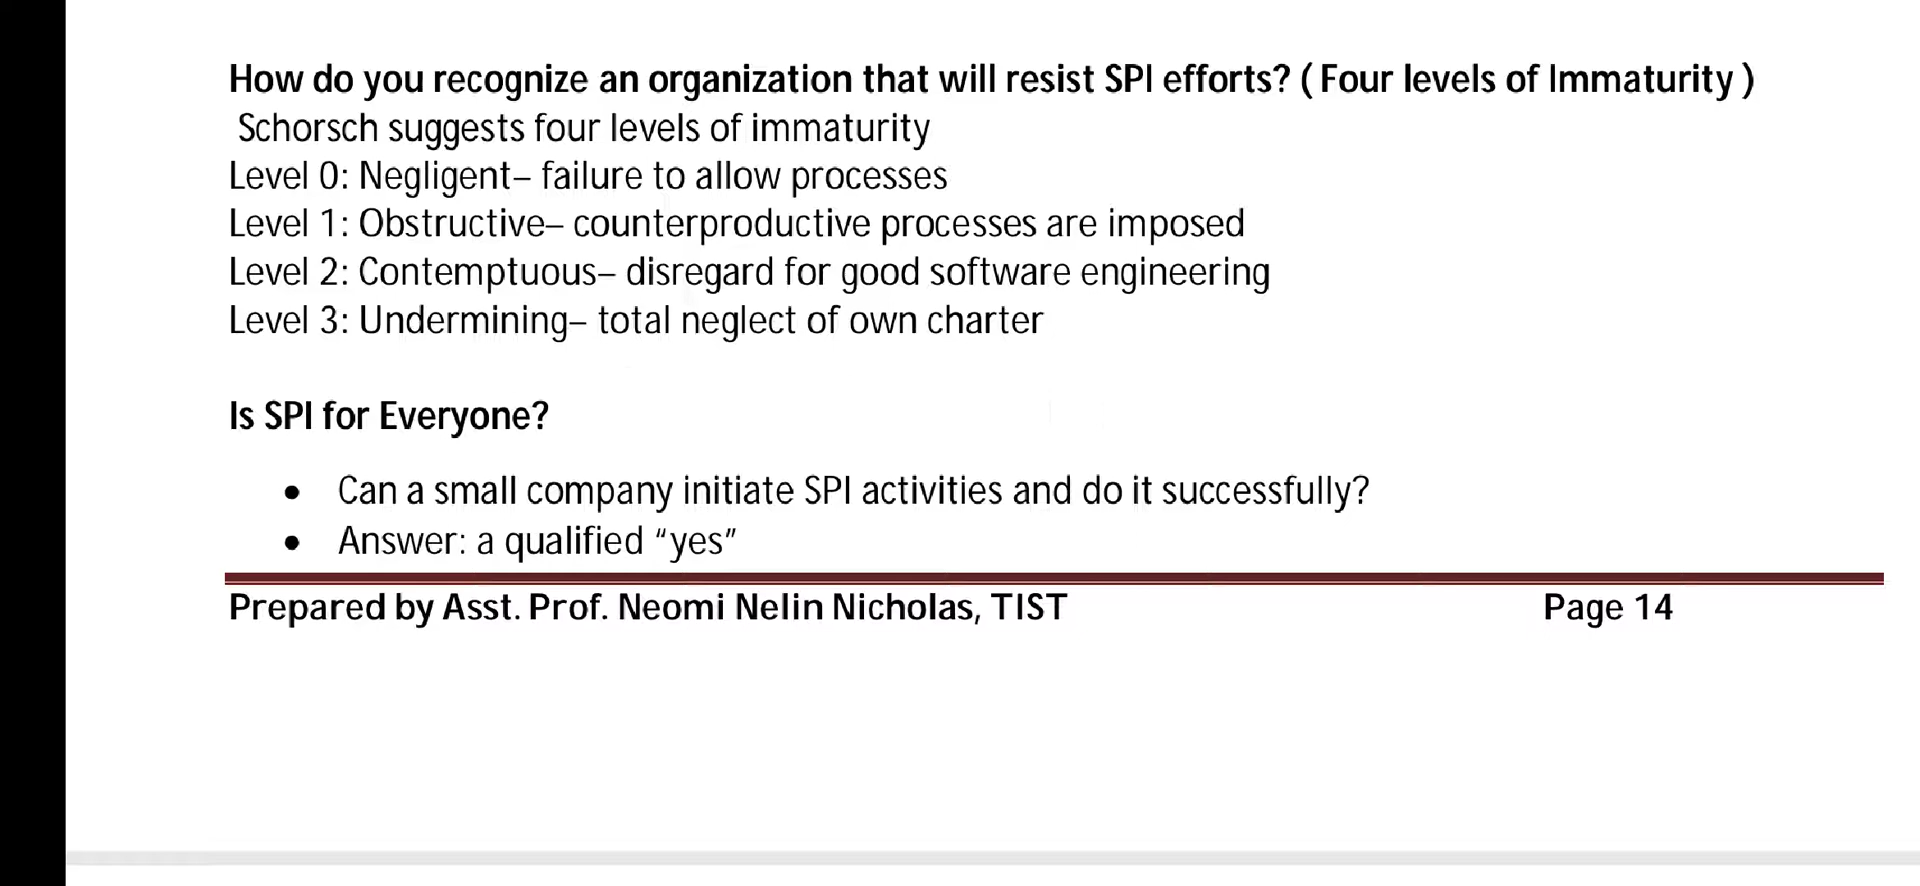 How do you recognize an organization that will resist SPI efforts? ( Four levels of Immaturity )
Schorsch suggests four levels of immaturity
Level 0: Negligent– failure to allow processes
Level 1: Obstructive– counterproductive processes are imposed
Level 2: Contemptuous– disregard for good software engineering
Level 3: Undermining– total neglect of own charter
Is SPI for Everyone?
• Can a small company initiate SPI activities and do it successfully?
• Answer: a qualified “yes”
Prepared by Asst. Prof. Neomi Nelin Nicholas, TIST Page 14